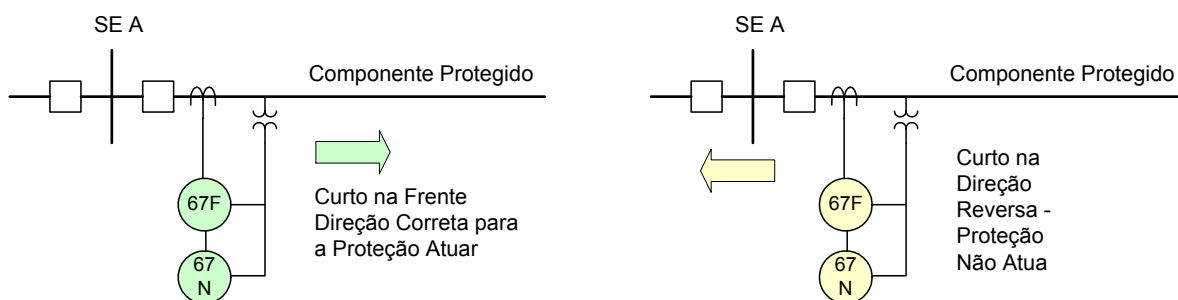 SE A
Componente Protegido
67F
67
N
Curto na Frente
Direção Correta para
a Proteção Atuar
SE A
Componente Protegido
67F
67
N
Curto na
Direção
Reversa -
Proteção
Não Atua